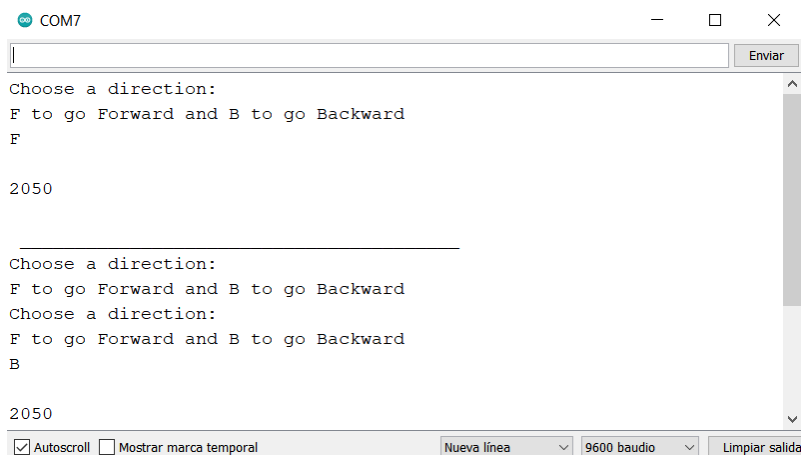 COM7
Enviar
Choose a direction:
F to go Forward and B to go Backward
F
2050
________________________________________
Choose a direction:
F to go Forward and B to go Backward
Choose a direction:
F to go Forward and B to go Backward
B
2050
Autoscroll Mostrar marca temporal Nueva línea 9600 baudio Limpiar salida